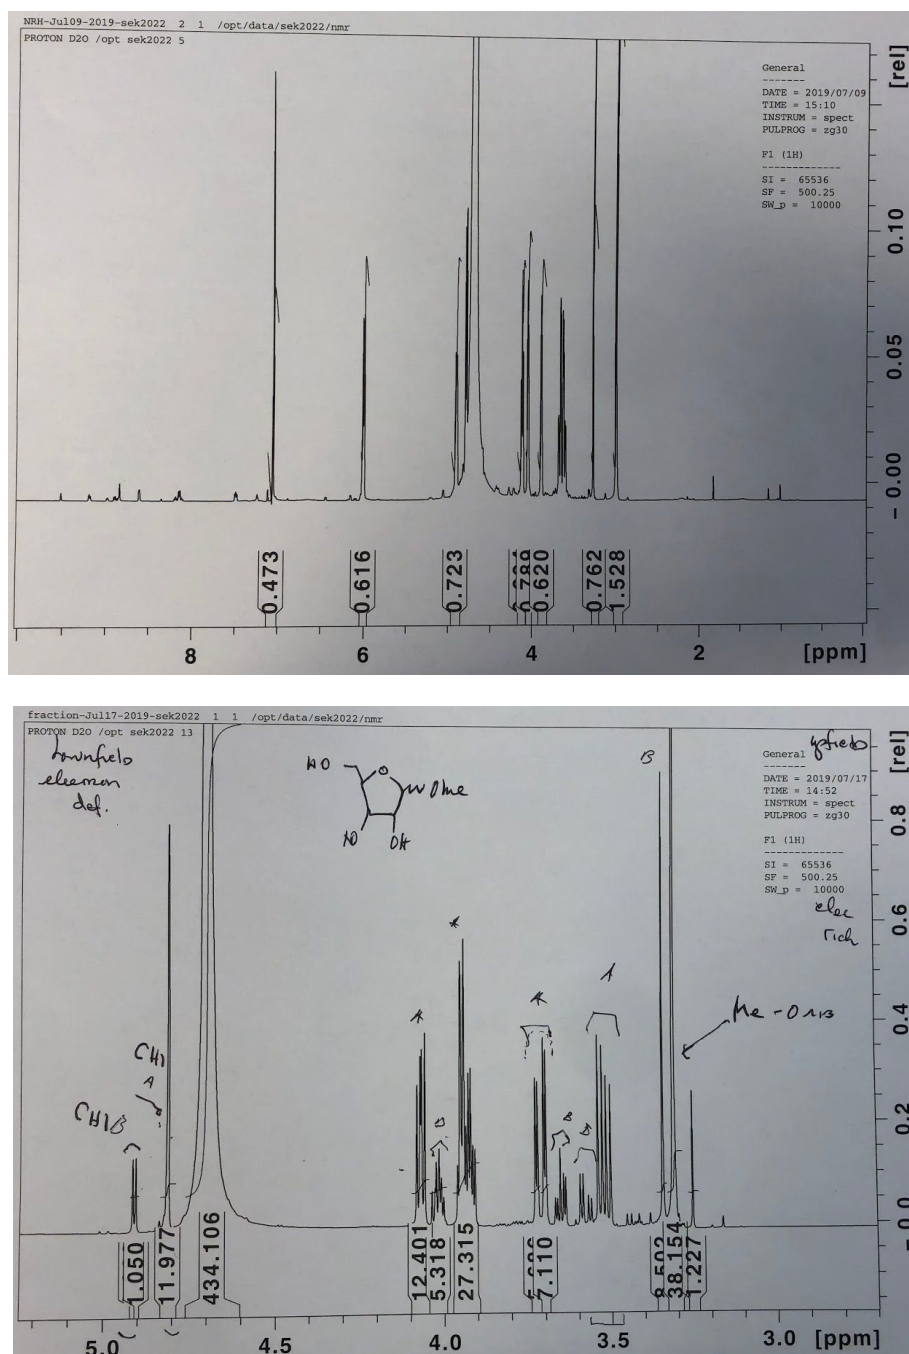 NRH-Jul09-2019-sek2022 2 1 /opt/data/sek2022/nmr
PROTON D2O /opt sek2022 5
[rel]
General
-------
DATE = 2019/07/09
TIME = 15:10
INSTRUM = spect
PULPROG = zg30
F1 (1H)
-------------
SI = 65536
SF = 500.25
SW_p = 10000
0.10
0.05
- 0.00
0.473
0.616
0.723
0.789
0.620
0.762
1.528
8 6 4 2 [ppm]
fraction-Jul17-2019-sek2022 1 1 /opt/data/sek2022/nmr
PROTON D2O /opt sek2022 13
[rel]
Downfield
electron
def.
HO O OMe
HO OH
B
upfield
General
-------
DATE = 2019/07/17
TIME = 14:52
INSTRUM = spect
PULPROG = zg30
F1 (1H)
-------------
SI = 65536
SF = 500.25
SW_p = 10000
elec
rich
0.8
0.6
0.4
0.2
0.0
CH1
A
CH1B
A
A
A
A
B
B
Me-O
1.050
11.977
434.106
12.401
5.318
27.315
7.110
38.154
1.227
5.0 4.5 4.0 3.5 3.0 [ppm]